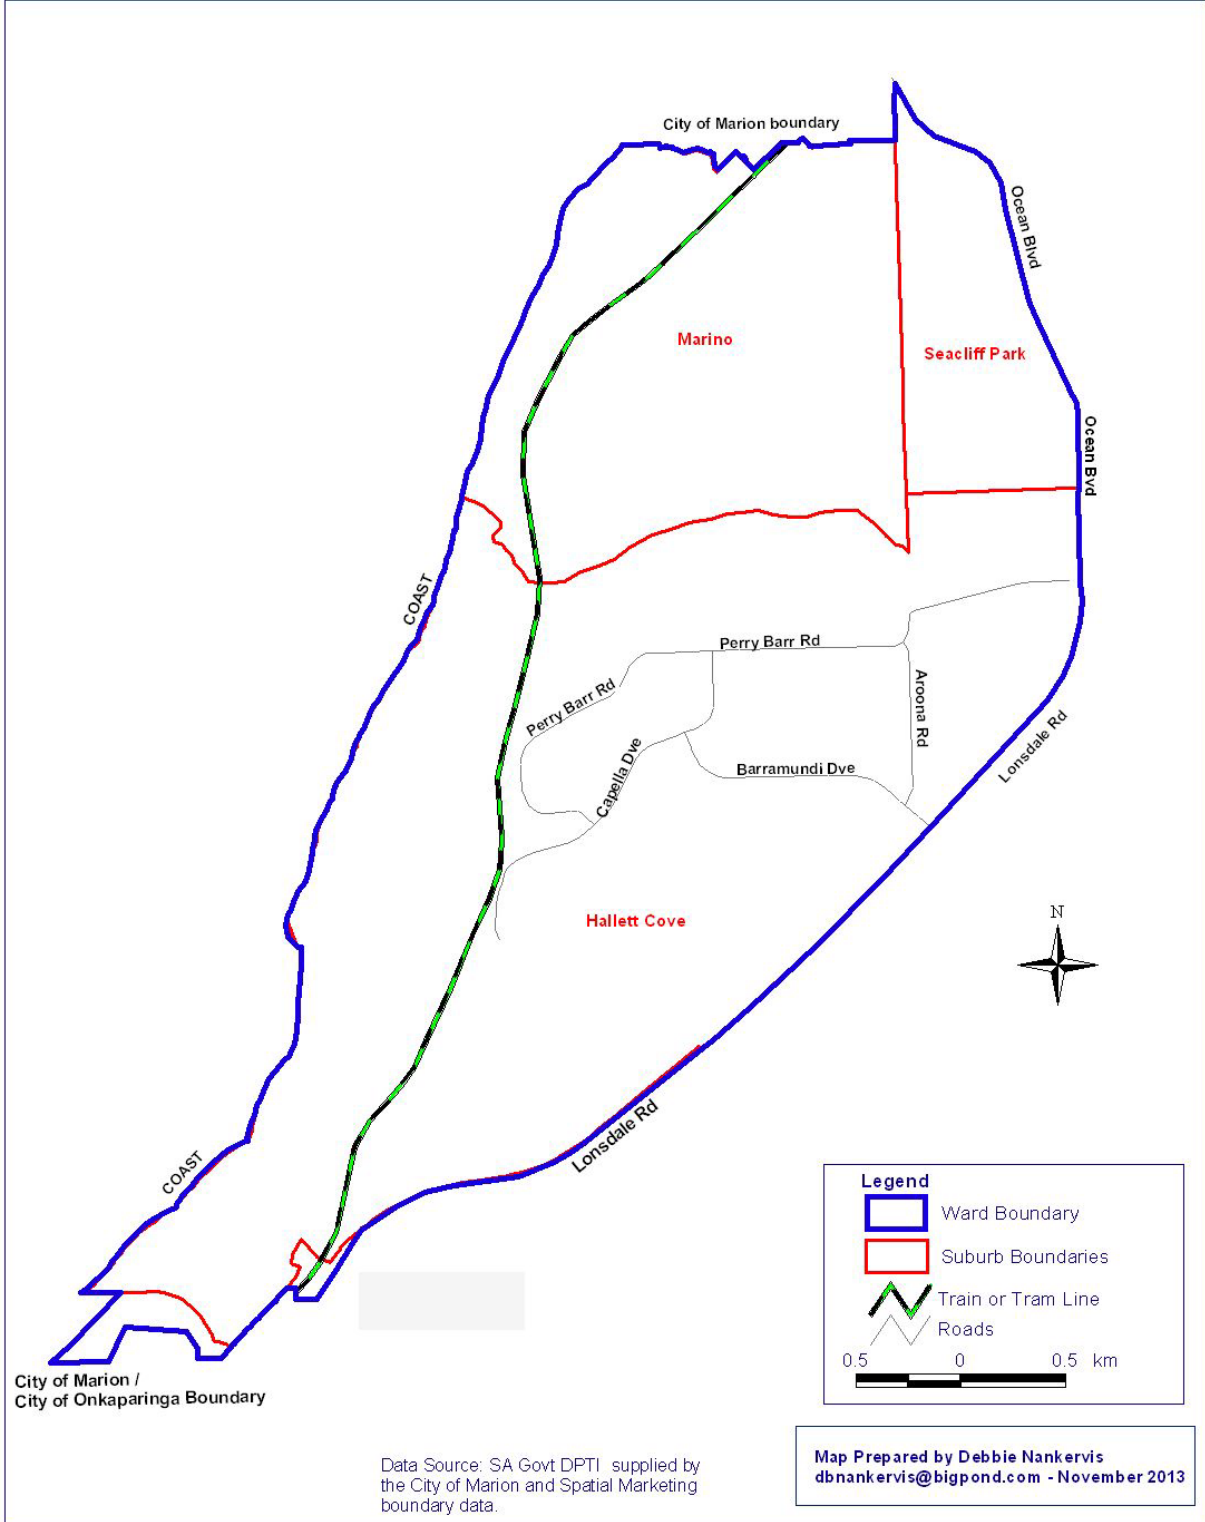 City of Marion boundary
Ocean Blvd
Marino
Seacliff Park
Ocean Bvd
COAST
Perry Barr Rd
Perry Barr Rd
Aroona Rd
Lonsdale Rd
Capella Dve
Barramundi Dve
Hallett Cove
N
Lonsdale Rd
COAST
Legend
Ward Boundary
Suburb Boundaries
Train or Tram Line
Roads
0.5 0 0.5 km
City of Marion /
City of Onkaparinga Boundary
Data Source: SA Govt DPTI supplied by
the City of Marion and Spatial Marketing
boundary data.
Map Prepared by Debbie Nankervis
dbnankervis@bigpond.com - November 2013